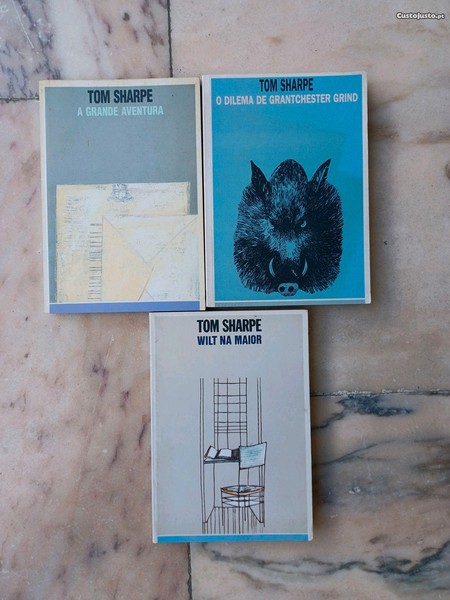 CustoJusto.pt
TOM SHARPE
A GRANDE AVENTURA
TOM SHARPE
O DILEMA DE GRANTCHESTER GRIND
TOM SHARPE
WILT NA MAIOR